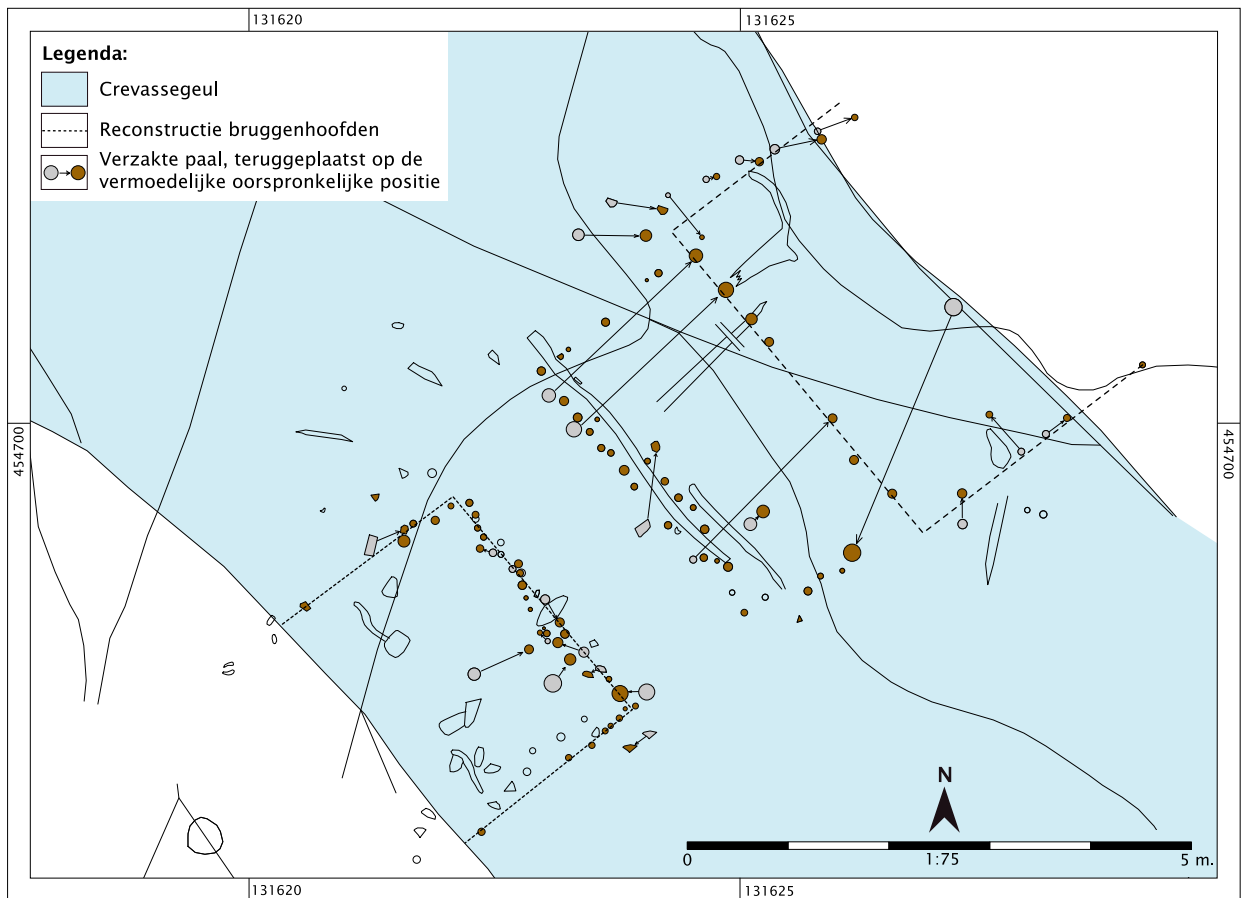 131620
131625
Legenda:
Crevassegeul
Reconstructie bruggenhoofden
Verzakte paal, teruggeplaatst op de
vermoedelijke oorspronkelijke positie
454700
454700
N
0
1:75
5 m.
131620
131625